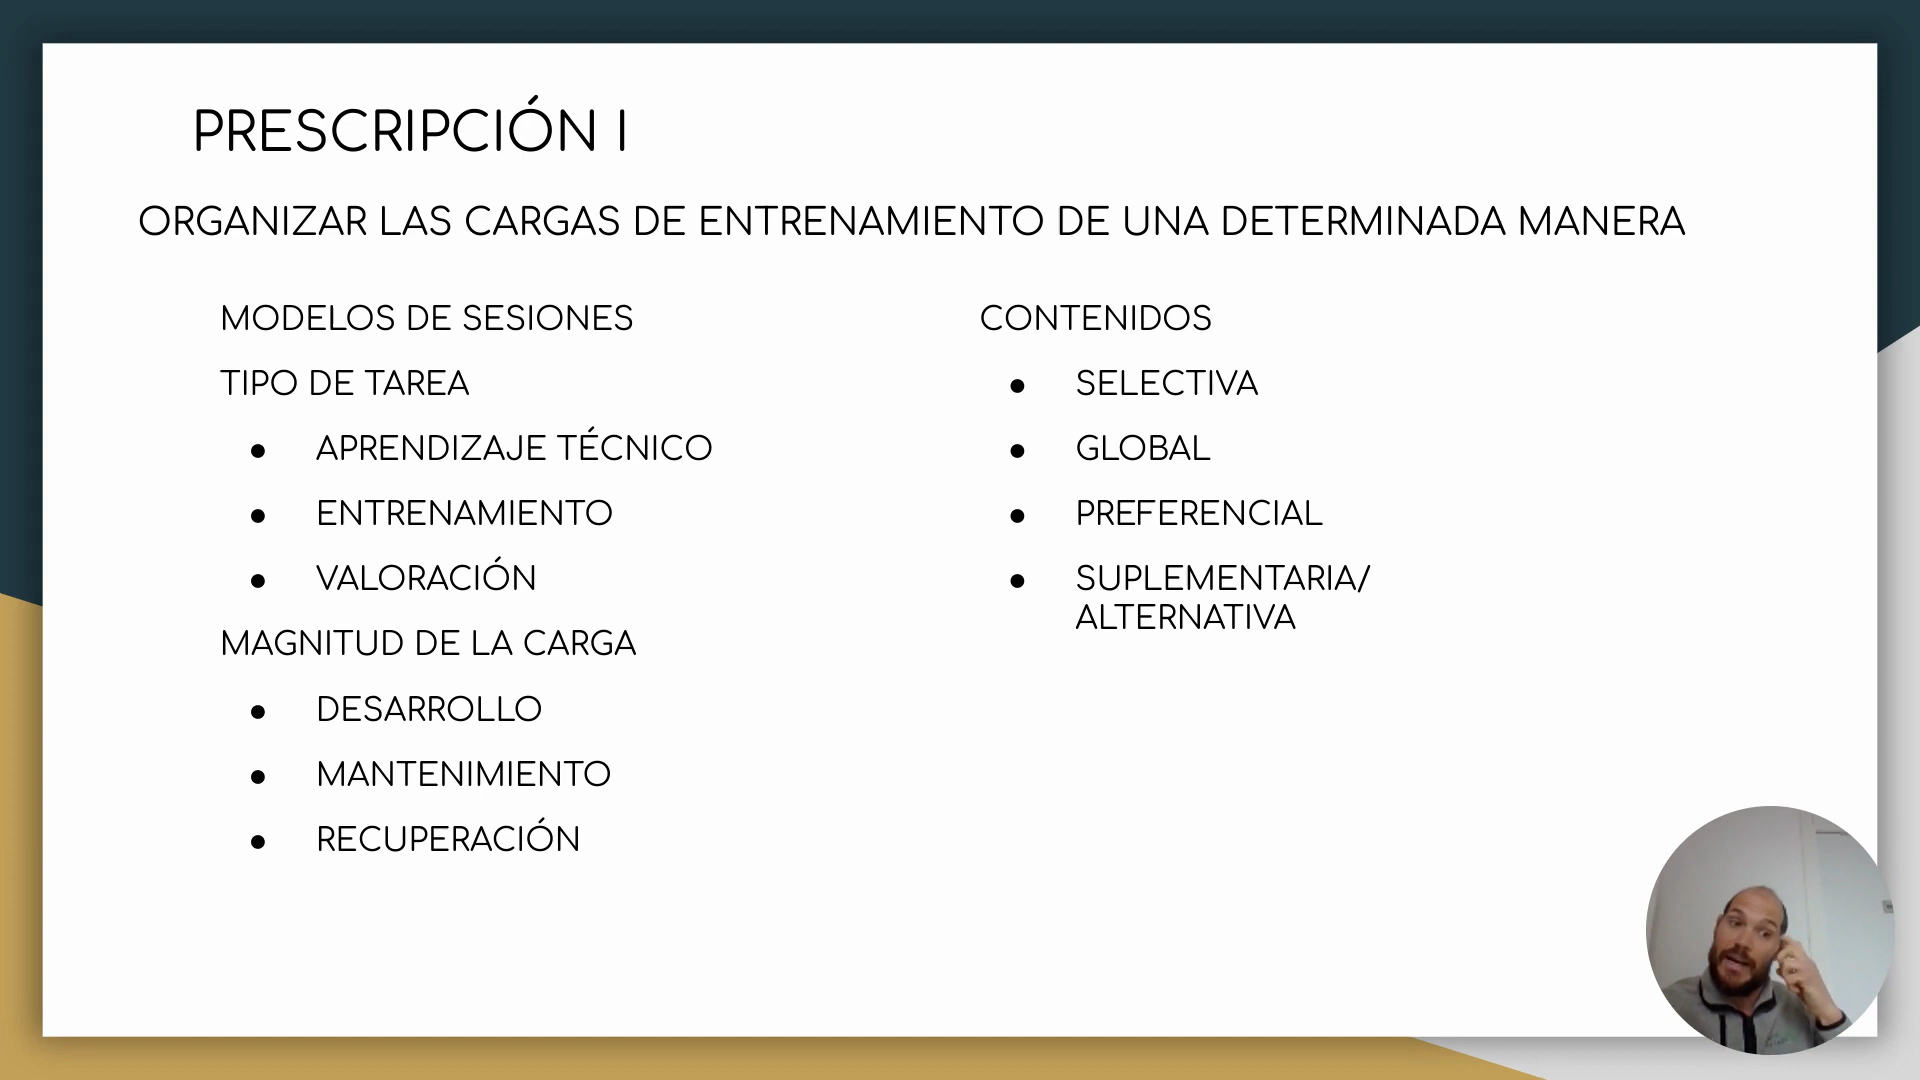 PRESCRIPCIÓN I
ORGANIZAR LAS CARGAS DE ENTRENAMIENTO DE UNA DETERMINADA MANERA
MODELOS DE SESIONES
TIPO DE TAREA
● APRENDIZAJE TÉCNICO
● ENTRENAMIENTO
● VALORACIÓN
MAGNITUD DE LA CARGA
● DESARROLLO
● MANTENIMIENTO
● RECUPERACIÓN
CONTENIDOS
● SELECTIVA
● GLOBAL
● PREFERENCIAL
● SUPLEMENTARIA/
ALTERNATIVA